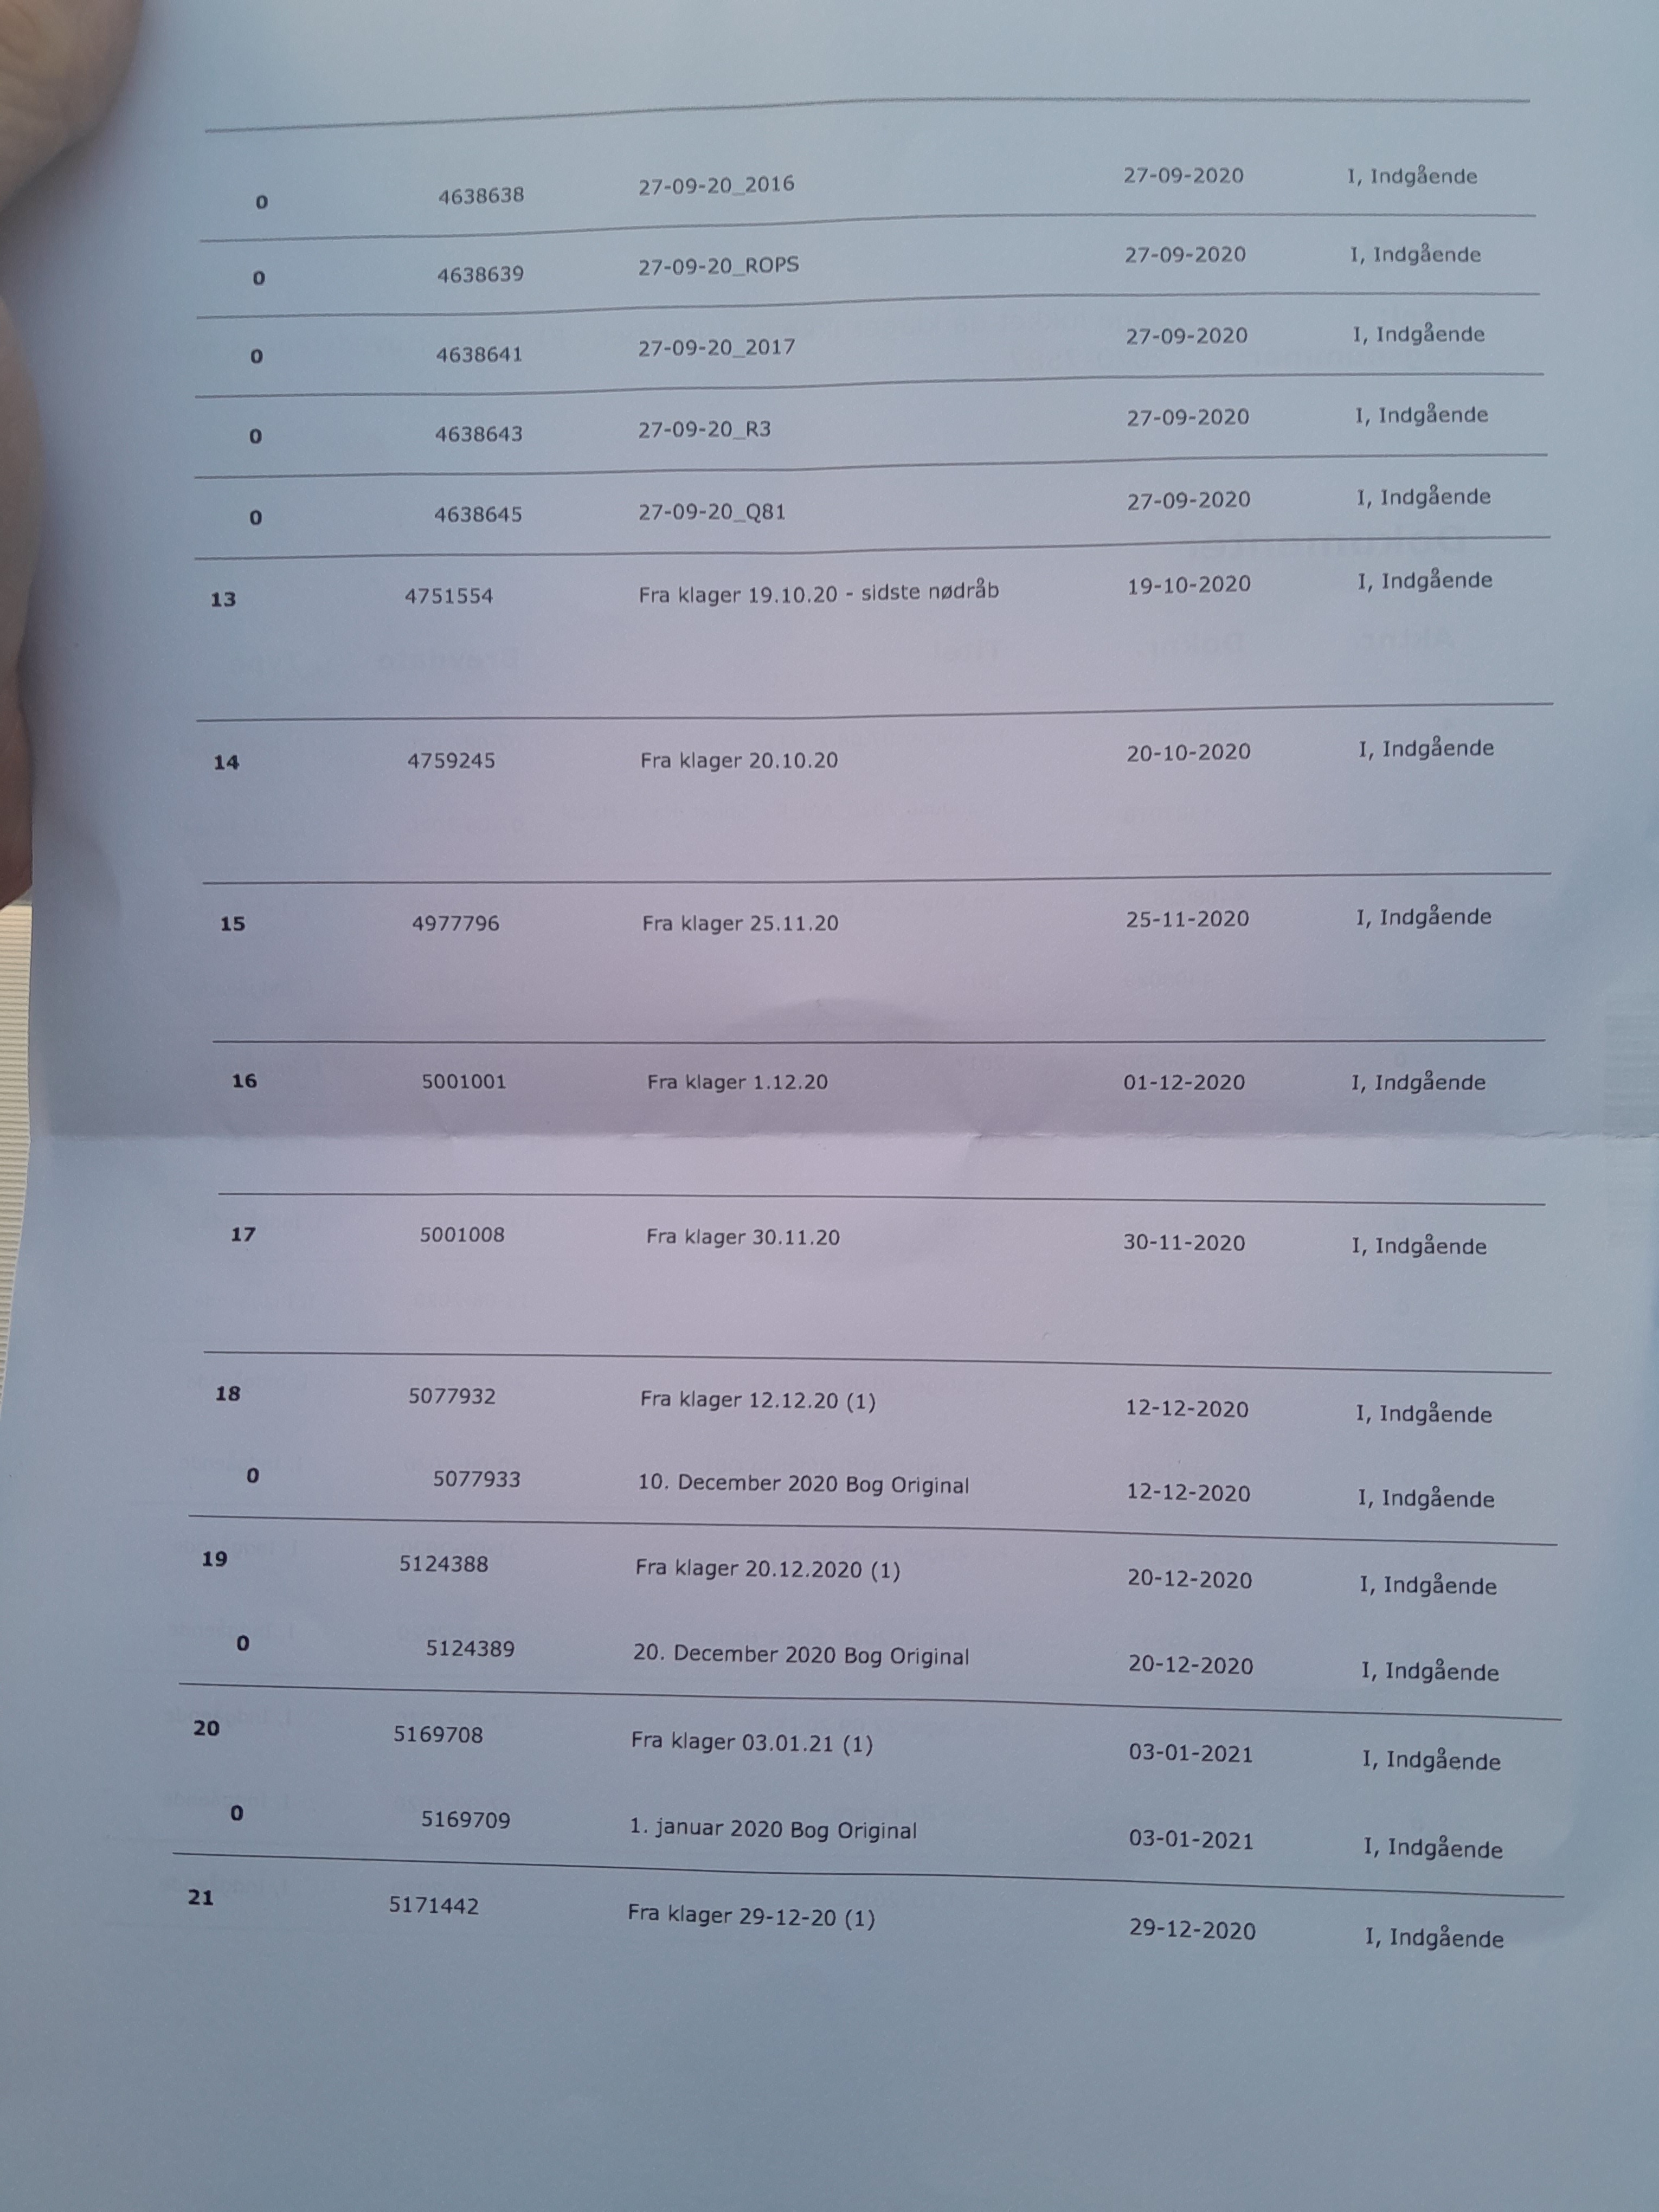 0 4638638 27-09-20_2016 27-09-2020 I, Indgående
0 4638639 27-09-20_ROPS 27-09-2020 I, Indgående
0 4638641 27-09-20_2017 27-09-2020 I, Indgående
0 4638643 27-09-20_R3 27-09-2020 I, Indgående
0 4638645 27-09-20_Q81 27-09-2020 I, Indgående
13 4751554 Fra klager 19.10.20 - sidste nødråb 19-10-2020 I, Indgående
14 4759245 Fra klager 20.10.20 20-10-2020 I, Indgående
15 4977796 Fra klager 25.11.20 25-11-2020 I, Indgående
16 5001001 Fra klager 1.12.20 01-12-2020 I, Indgående
17 5001008 Fra klager 30.11.20 30-11-2020 I, Indgående
18 5077932 Fra klager 12.12.20 (1) 12-12-2020 I, Indgående
0 5077933 10. December 2020 Bog Original 12-12-2020 I, Indgående
19 5124388 Fra klager 20.12.2020 (1) 20-12-2020 I, Indgående
0 5124389 20. December 2020 Bog Original 20-12-2020 I, Indgående
20 5169708 Fra klager 03.01.21 (1) 03-01-2021 I, Indgående
0 5169709 1. januar 2020 Bog Original 03-01-2021 I, Indgående
21 5171442 Fra klager 29-12-20 (1) 29-12-2020 I, Indgående